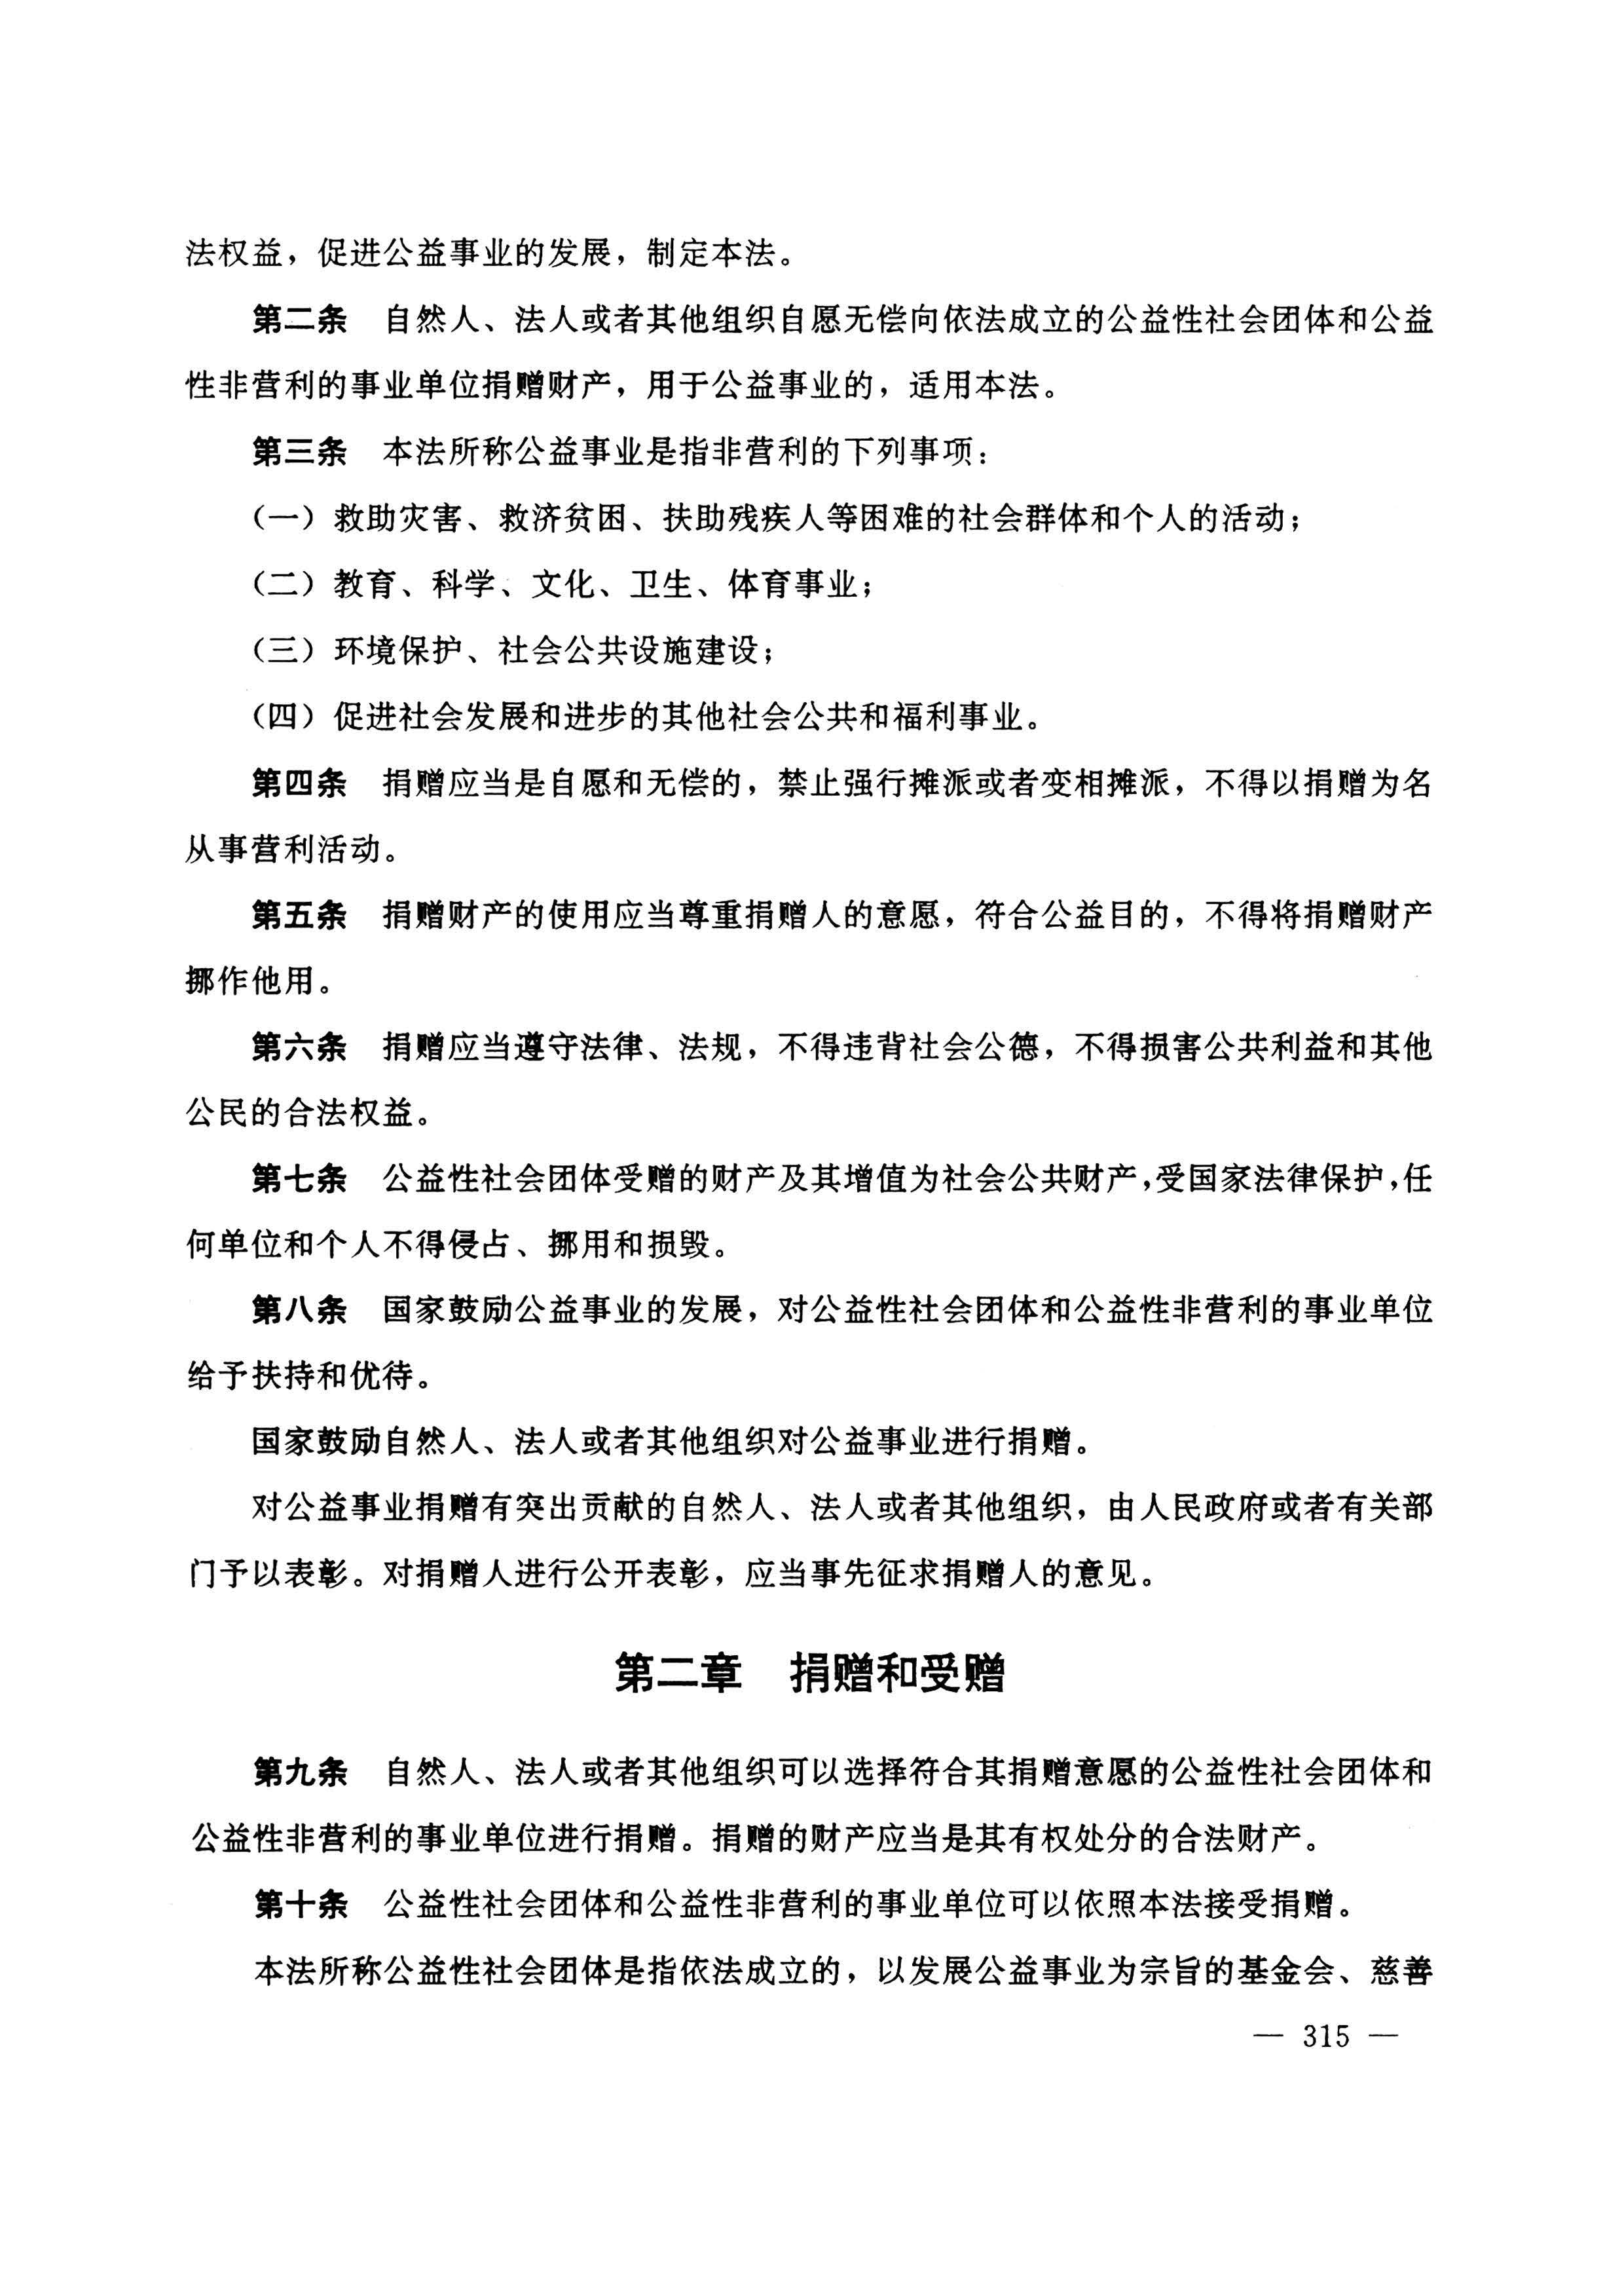 法权益，促进公益事业的发展，制定本法。
第二条　自然人、法人或者其他组织自愿无偿向依法成立的公益性社会团体和公益
性非营利的事业单位捐赠财产，用于公益事业的，适用本法。
第三条　本法所称公益事业是指非营利的下列事项：
（一）救助灾害、救济贫困、扶助残疾人等困难的社会群体和个人的活动；
（二）教育、科学、文化、卫生、体育事业；
（三）环境保护、社会公共设施建设；
（四）促进社会发展和进步的其他社会公共和福利事业。
第四条　捐赠应当是自愿和无偿的，禁止强行摊派或者变相摊派，不得以捐赠为名
从事营利活动。
第五条　捐赠财产的使用应当尊重捐赠人的意愿，符合公益目的，不得将捐赠财产
挪作他用。
第六条　捐赠应当遵守法律、法规，不得违背社会公德，不得损害公共利益和其他
公民的合法权益。
第七条　公益性社会团体受赠的财产及其增值为社会公共财产，受国家法律保护，任
何单位和个人不得侵占、挪用和损毁。
第八条　国家鼓励公益事业的发展，对公益性社会团体和公益性非营利的事业单位
给予扶持和优待。
国家鼓励自然人、法人或者其他组织对公益事业进行捐赠。
对公益事业捐赠有突出贡献的自然人、法人或者其他组织，由人民政府或者有关部
门予以表彰。对捐赠人进行公开表彰，应当事先征求捐赠人的意见。
第二章　捐赠和受赠
第九条　自然人、法人或者其他组织可以选择符合其捐赠意愿的公益性社会团体和
公益性非营利的事业单位进行捐赠。捐赠的财产应当是其有权处分的合法财产。
第十条　公益性社会团体和公益性非营利的事业单位可以依照本法接受捐赠。
本法所称公益性社会团体是指依法成立的，以发展公益事业为宗旨的基金会、慈善
— 315 —